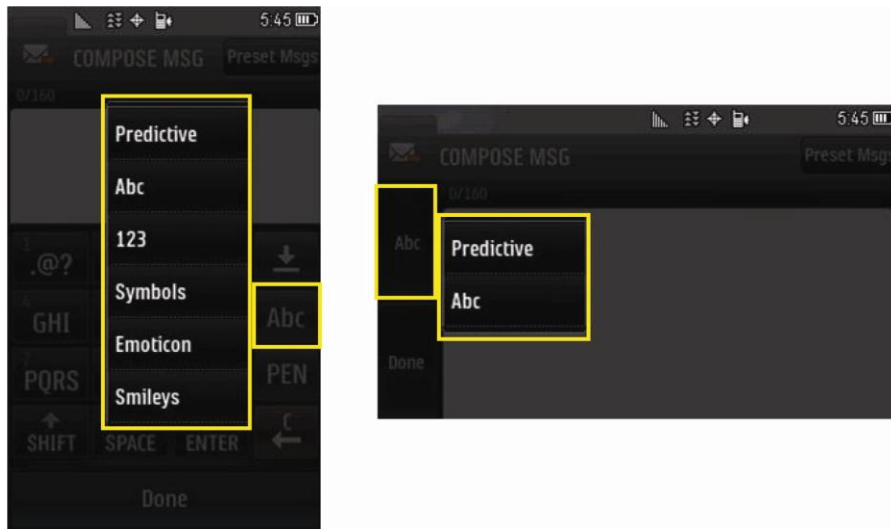 5:45
COMPOSE MSG Preset Msgs
0/160
Predictive
Abc
123
Symbols
Emoticon
Smileys
1
.@?
4
GHI Abc
7
PQRS PEN
C
SHIFT SPACE ENTER
Done
5:45
COMPOSE MSG Preset Msgs
0/160
Abc
Predictive
Abc
Done